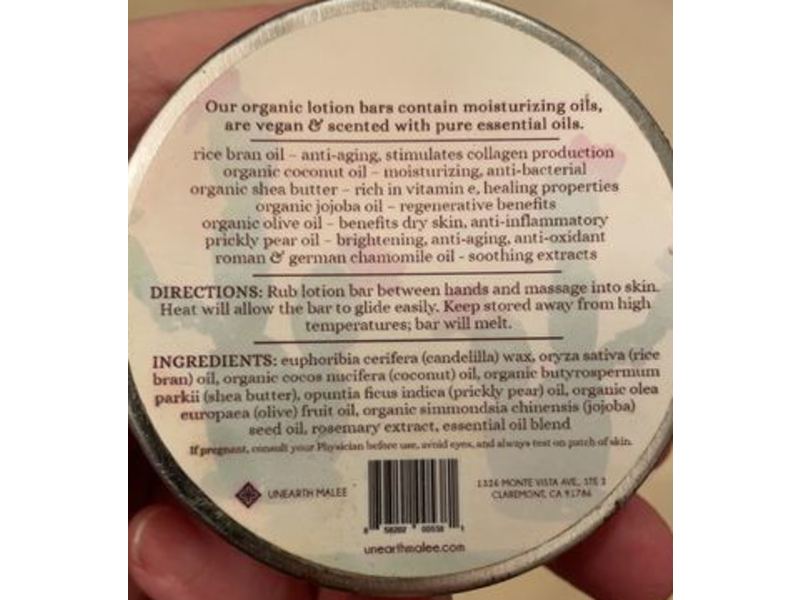 Our organic lotion bars contain moisturizing oils,
are vegan & scented with pure essential oils.
rice bran oil – anti-aging, stimulates collagen production
organic coconut oil – moisturizing, anti-bacterial
organic shea butter – rich in vitamin e, healing properties
organic jojoba oil – regenerative benefits
organic olive oil – benefits dry skin, anti-inflammatory
prickly pear oil – brightening, anti-aging, anti-oxidant
roman & german chamomile oil - soothing extracts
DIRECTIONS: Rub lotion bar between hands and massage into skin.
Heat will allow the bar to glide easily. Keep stored away from high
temperatures; bar will melt.
INGREDIENTS: euphoribia cerifera (candelilla) wax, oryza sativa (rice
bran) oil, organic cocos nucifera (coconut) oil, organic butyrospermum
parkii (shea butter), opuntia ficus indica (prickly pear) oil, organic olea
europaea (olive) fruit oil, organic simmondsia chinensis (jojoba)
seed oil, rosemary extract, essential oil blend
If pregnant, consult your Physician before use, avoid eyes, and always test on patch of skin.
UNEARTH MALEE
1326 MONTE VISTA AVE, STE 3
CLAREMONT, CA 91786
unearthmalee.com